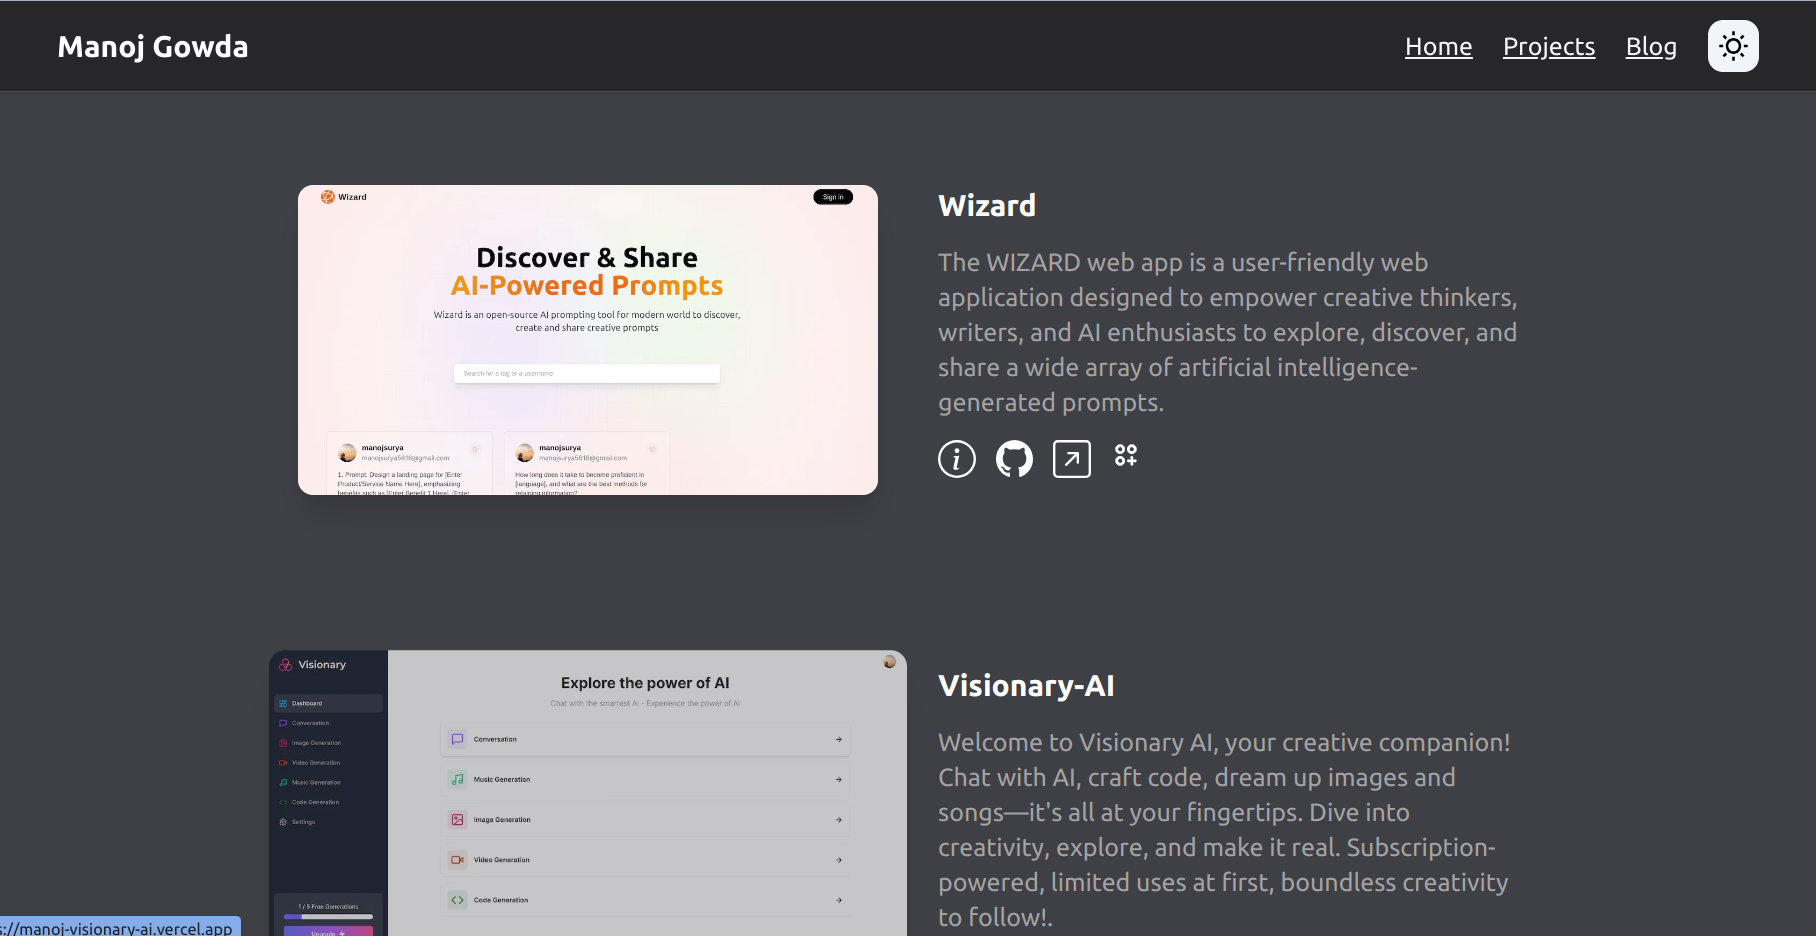 Manoj Gowda
Home
Projects
Blog
Wizard
Sign in
Discover & Share
AI-Powered Prompts
Wizard is an open-source AI prompting tool for modern world to discover,
create and share creative prompts
Search for a tag or a username
manojsurya
manojsurya5616@gmail.com
1. Prompt: Design a landing page for [Enter
Product/Service Name Here], emphasizing
benefits such as [Enter Benefit 1 Here], [Enter
manojsurya
manojsurya5616@gmail.com
How long does it take to become proficient in
[language], and what are the best methods for
retaining information?
Wizard
The WIZARD web app is a user-friendly web
application designed to empower creative thinkers,
writers, and AI enthusiasts to explore, discover, and
share a wide array of artificial intelligence-
generated prompts.
Visionary
Dashboard
Conversation
Image Generation
Video Generation
Music Generation
Code Generation
Settings
1 / 5 Free Generations
Upgrade
Explore the power of AI
Chat with the smartest AI - Experience the power of AI
Conversation
Music Generation
Image Generation
Video Generation
Code Generation
Visionary-AI
Welcome to Visionary AI, your creative companion!
Chat with AI, craft code, dream up images and
songs—it's all at your fingertips. Dive into
creativity, explore, and make it real. Subscription-
powered, limited uses at first, boundless creativity
to follow!.
s://manoj-visionary-ai.vercel.app